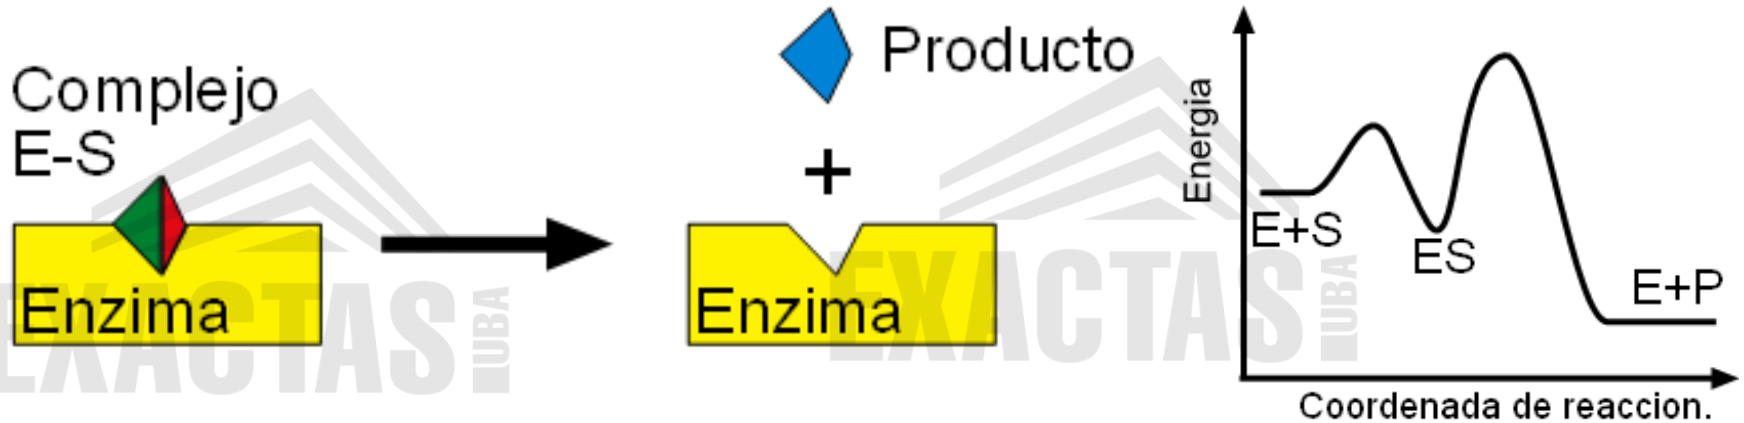 Complejo
E-S
Enzima
Producto
+
Enzima
Energia
E+S
ES
E+P
Coordenada de reaccion.
EXACTAS
UBA
EXACTAS
UBA